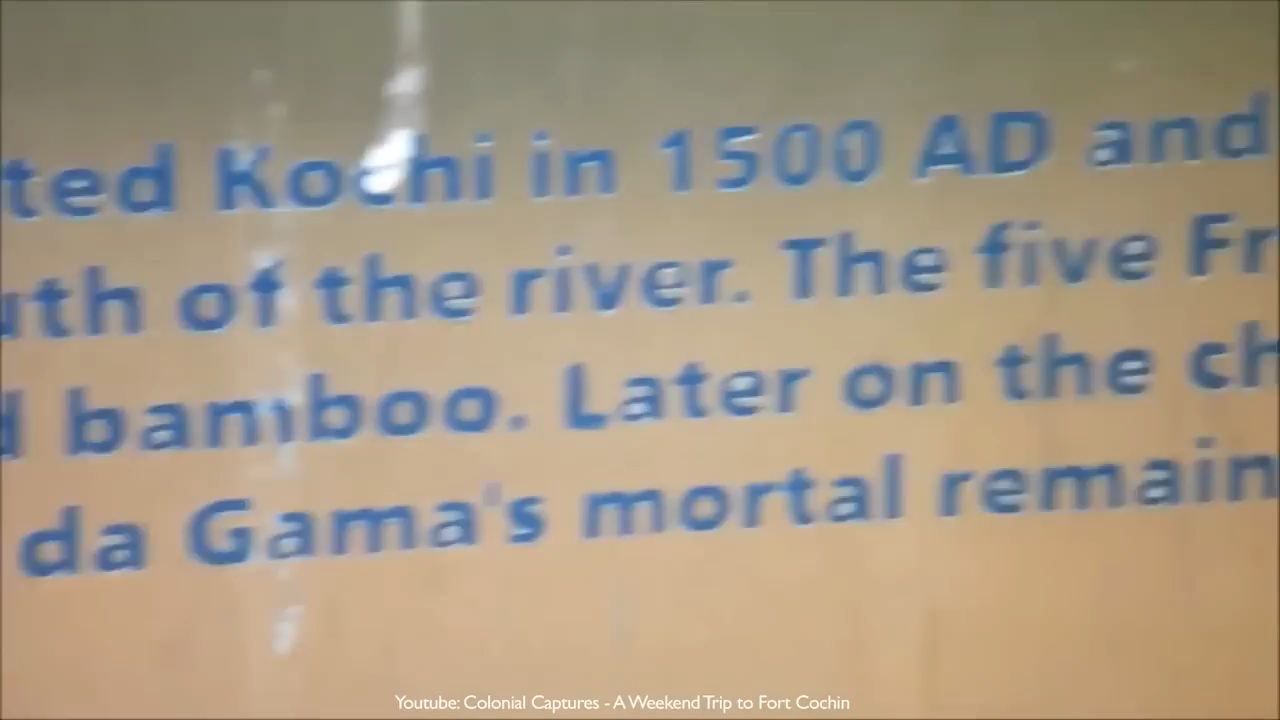 ted Kochi in 1500 AD and
uth of the river. The five Fr
d bamboo. Later on the ch
da Gama's mortal remain
Youtube: Colonial Captures - A Weekend Trip to Fort Cochin